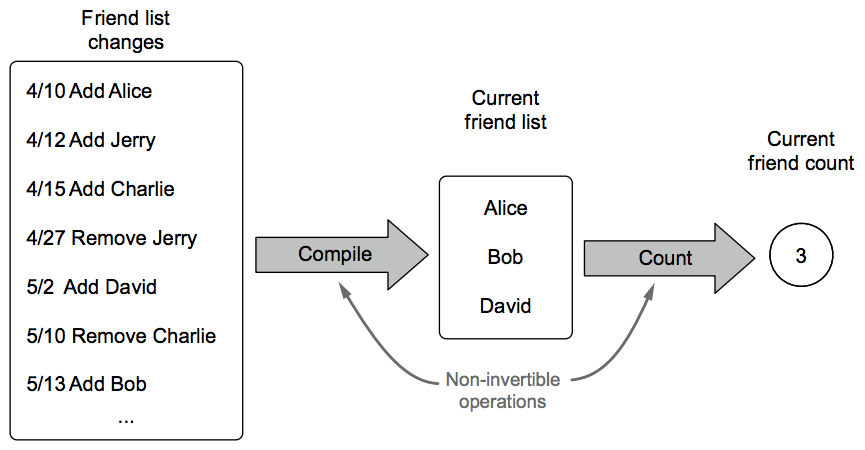 Friend list
changes
4/10 Add Alice
4/12 Add Jerry
4/15 Add Charlie
4/27 Remove Jerry
5/2 Add David
5/10 Remove Charlie
5/13 Add Bob
...
Compile
Current
friend list
Alice
Bob
David
Count
Current
friend count
3
Non-invertible
operations